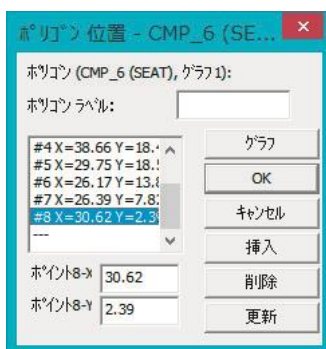 ﾎﾟﾘｺﾞﾝ 位置 - CMP_6 (SE...
ﾎﾟﾘｺﾞﾝ (CMP_6 (SEAT), ｸﾞﾗﾌ1):
ﾎﾟﾘｺﾞﾝ ﾗﾍﾞﾙ:
#4 X=38.66 Y=18.
#5 X=29.75 Y=18.
#6 X=26.17 Y=13.
#7 X=26.39 Y=7.8
#8 X=30.62 Y=2.39
---
ﾎﾟｲﾝﾄ8-X 30.62
ﾎﾟｲﾝﾄ8-Y 2.39
ｸﾞﾗﾌ
OK
ｷｬﾝｾﾙ
挿入
削除
更新